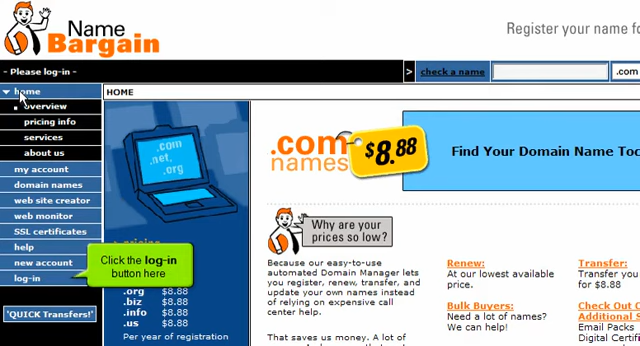 Name
Bargain
Register your name
- Please log-in -
> check a name .com
home
overview
pricing info
services
about us
my account
domain names
web site creator
web monitor
SSL certificates
help
new account
log-in
'QUICK Transfers!'
Click the log-in
button here
HOME
.com
.net,
.org
.org $8.88
.biz $8.88
.info $8.88
.us $8.88
Per year of registration
.com
names
$8.88
Find Your Domain Name
Why are your
prices so low?
Because our easy-to-use
automated Domain Manager lets
you register, renew, transfer, and
update your own names instead
of relying on expensive call
center help.
That saves us money. A lot of
Renew:
At our lowest available
price.
Bulk Buyers:
Need a lot of names?
We can help!
Transfer:
Transfer you
for $8.88
Check Out
Additional
Email Packs
Digital